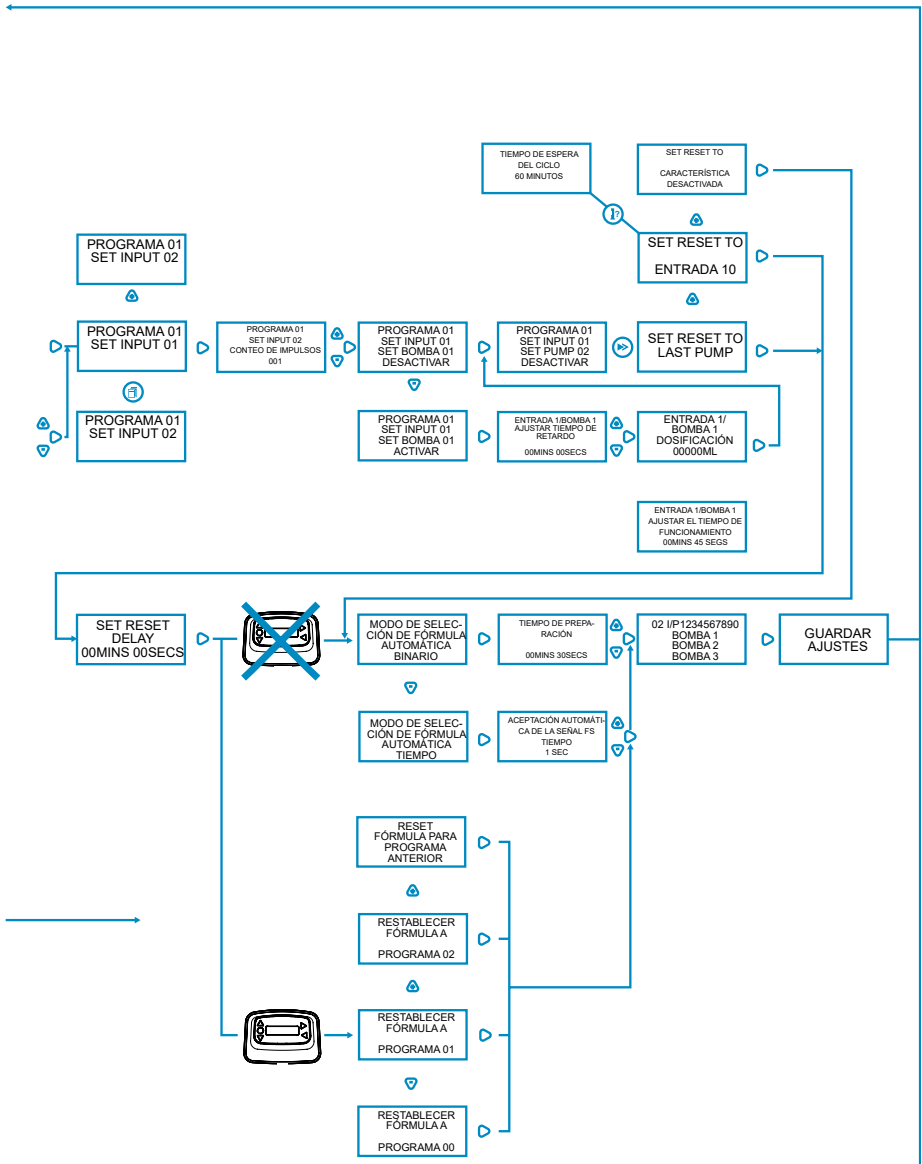 TIEMPO DE ESPERA
DEL CICLO
60 MINUTOS
SET RESET TO
CARACTERÍSTICA
DESACTIVADA
1?
SET RESET TO
ENTRADA 10
PROGRAMA 01
SET INPUT 02
PROGRAMA 01
SET INPUT 01
PROGRAMA 01
SET INPUT 02
CONTEO DE IMPULSOS
001
PROGRAMA 01
SET INPUT 01
SET BOMBA 01
DESACTIVAR
PROGRAMA 01
SET INPUT 01
SET PUMP 02
DESACTIVAR
SET RESET TO
LAST PUMP
PROGRAMA 01
SET INPUT 02
PROGRAMA 01
SET INPUT 01
SET BOMBA 01
ACTIVAR
ENTRADA 1/BOMBA 1
AJUSTAR TIEMPO DE
RETARDO
00MINS 00SECS
ENTRADA 1/
BOMBA 1
DOSIFICACIÓN
00000ML
ENTRADA 1/BOMBA 1
AJUSTAR EL TIEMPO DE
FUNCIONAMIENTO
00MINS 45 SEGS
SET RESET
DELAY
00MINS 00SECS
MODO DE SELEC-
CIÓN DE FÓRMULA
AUTOMÁTICA
BINARIO
TIEMPO DE PREPA-
RACIÓN
00MINS 30SECS
02 I/P1234567890
BOMBA 1
BOMBA 2
BOMBA 3
GUARDAR
AJUSTES
MODO DE SELEC-
CIÓN DE FÓRMULA
AUTOMÁTICA
TIEMPO
ACEPTACIÓN AUTOMÁTI-
CA DE LA SEÑAL FS
TIEMPO
1 SEC
RESET
FÓRMULA PARA
PROGRAMA
ANTERIOR
RESTABLECER
FÓRMULA A
PROGRAMA 02
RESTABLECER
FÓRMULA A
PROGRAMA 01
RESTABLECER
FÓRMULA A
PROGRAMA 00